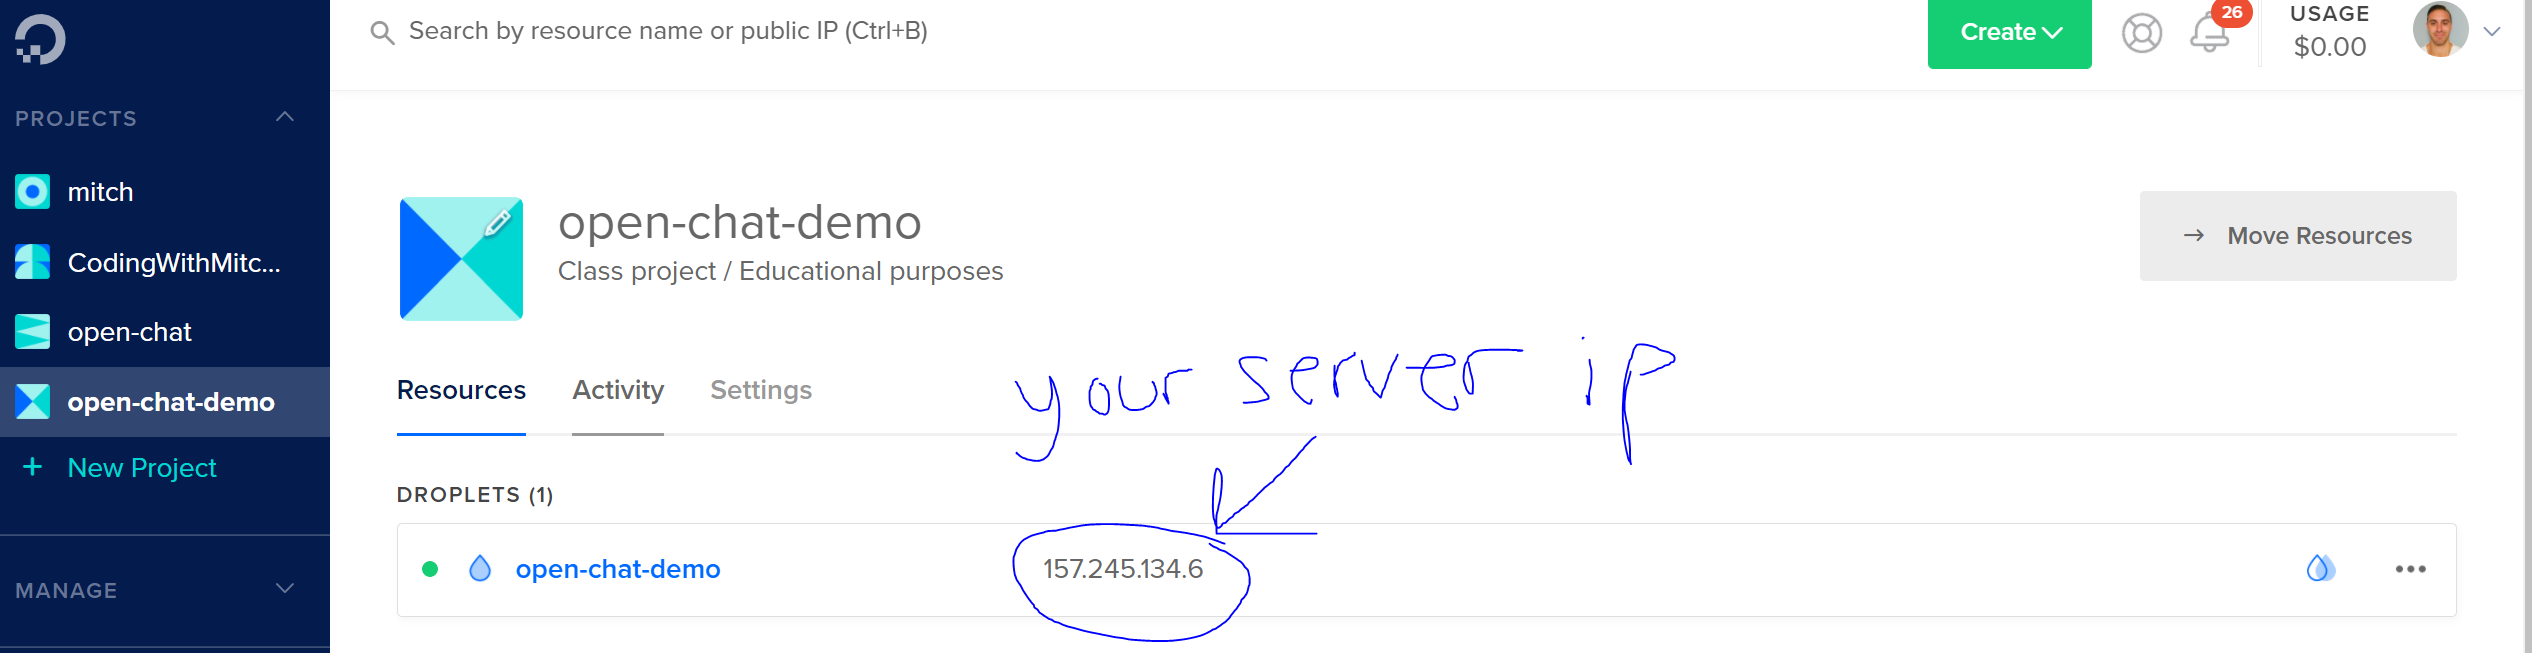 Search by resource name or public IP (Ctrl+B)
Create
26
USAGE
$0.00
PROJECTS
mitch
CodingWithMitc...
open-chat
open-chat-demo
+ New Project
MANAGE
open-chat-demo
Class project / Educational purposes
→ Move Resources
Resources Activity Settings
your server ip
DROPLETS (1)
open-chat-demo 157.245.134.6